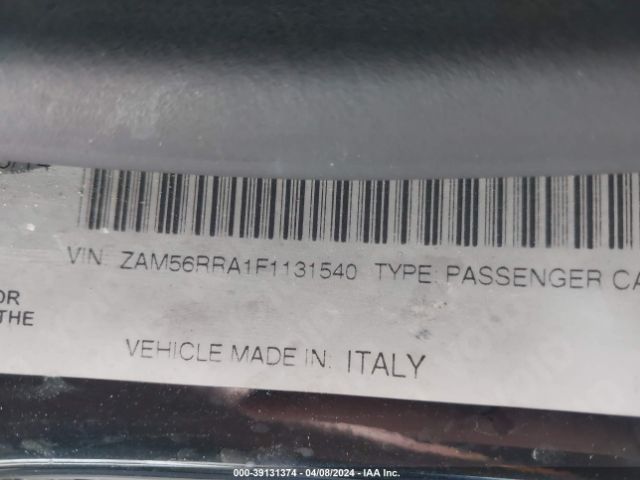 VIN: ZAM56RRA1F1131540 TYPE: PASSENGER CA
OR
THE
VEHICLE MADE IN: ITALY
000-39131374 - 04/08/2024 - IAA Inc.